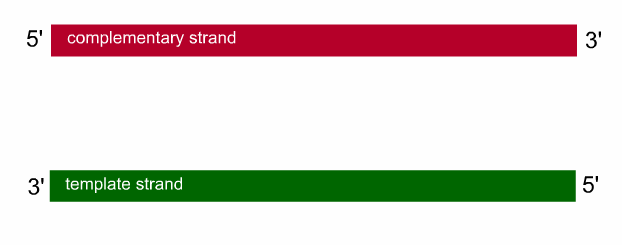 5' complementary strand 3'
3' template strand 5'